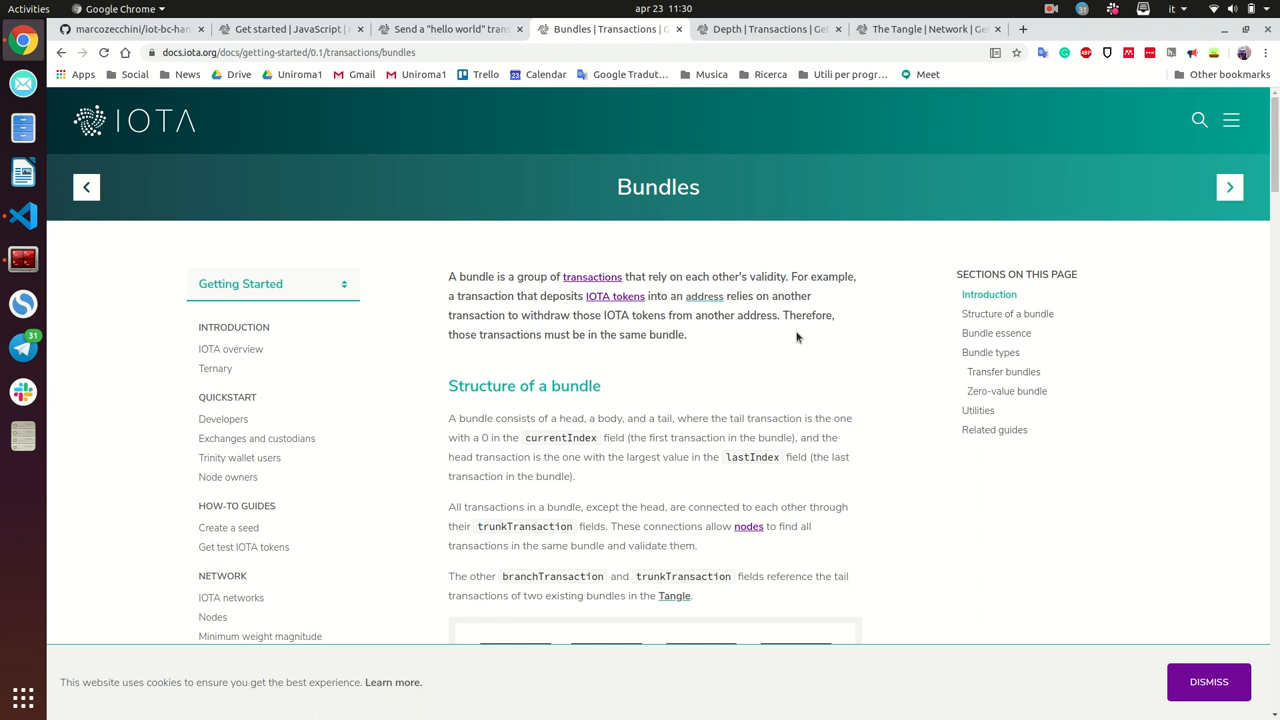 Activities
Google Chrome
apr 23 11:30
31
it
marcozecchini/iot-bc-han
Get started | JavaScript | 
Send a "hello world" tran
Bundles | Transactions | G
Depth | Transactions | Get
The Tangle | Network | Ge
docs.iota.org/docs/getting-started/0.1/transactions/bundles
ABP
Apps
Social
News
Drive
Uniroma1
Gmail
Uniroma1
Trello
23
Calendar
Google Tradut...
Musica
Ricerca
Utili per progr...
Meet
Other bookmarks
IOTA
Bundles
Getting Started
INTRODUCTION
IOTA overview
Ternary
QUICKSTART
Developers
Exchanges and custodians
Trinity wallet users
Node owners
HOW-TO GUIDES
Create a seed
Get test IOTA tokens
NETWORK
IOTA networks
Nodes
Minimum weight magnitude
31
A bundle is a group of transactions that rely on each other's validity. For example,
a transaction that deposits IOTA tokens into an address relies on another
transaction to withdraw those IOTA tokens from another address. Therefore,
those transactions must be in the same bundle.
Structure of a bundle
A bundle consists of a head, a body, and a tail, where the tail transaction is the one
with a 0 in the currentIndex field (the first transaction in the bundle), and the
head transaction is the one with the largest value in the lastIndex field (the last
transaction in the bundle).
All transactions in a bundle, except the head, are connected to each other through
their trunkTransaction fields. These connections allow nodes to find all
transactions in the same bundle and validate them.
The other branchTransaction and trunkTransaction fields reference the tail
transactions of two existing bundles in the Tangle.
SECTIONS ON THIS PAGE
Introduction
Structure of a bundle
Bundle essence
Bundle types
Transfer bundles
Zero-value bundle
Utilities
Related guides
This website uses cookies to ensure you get the best experience. Learn more.
DISMISS